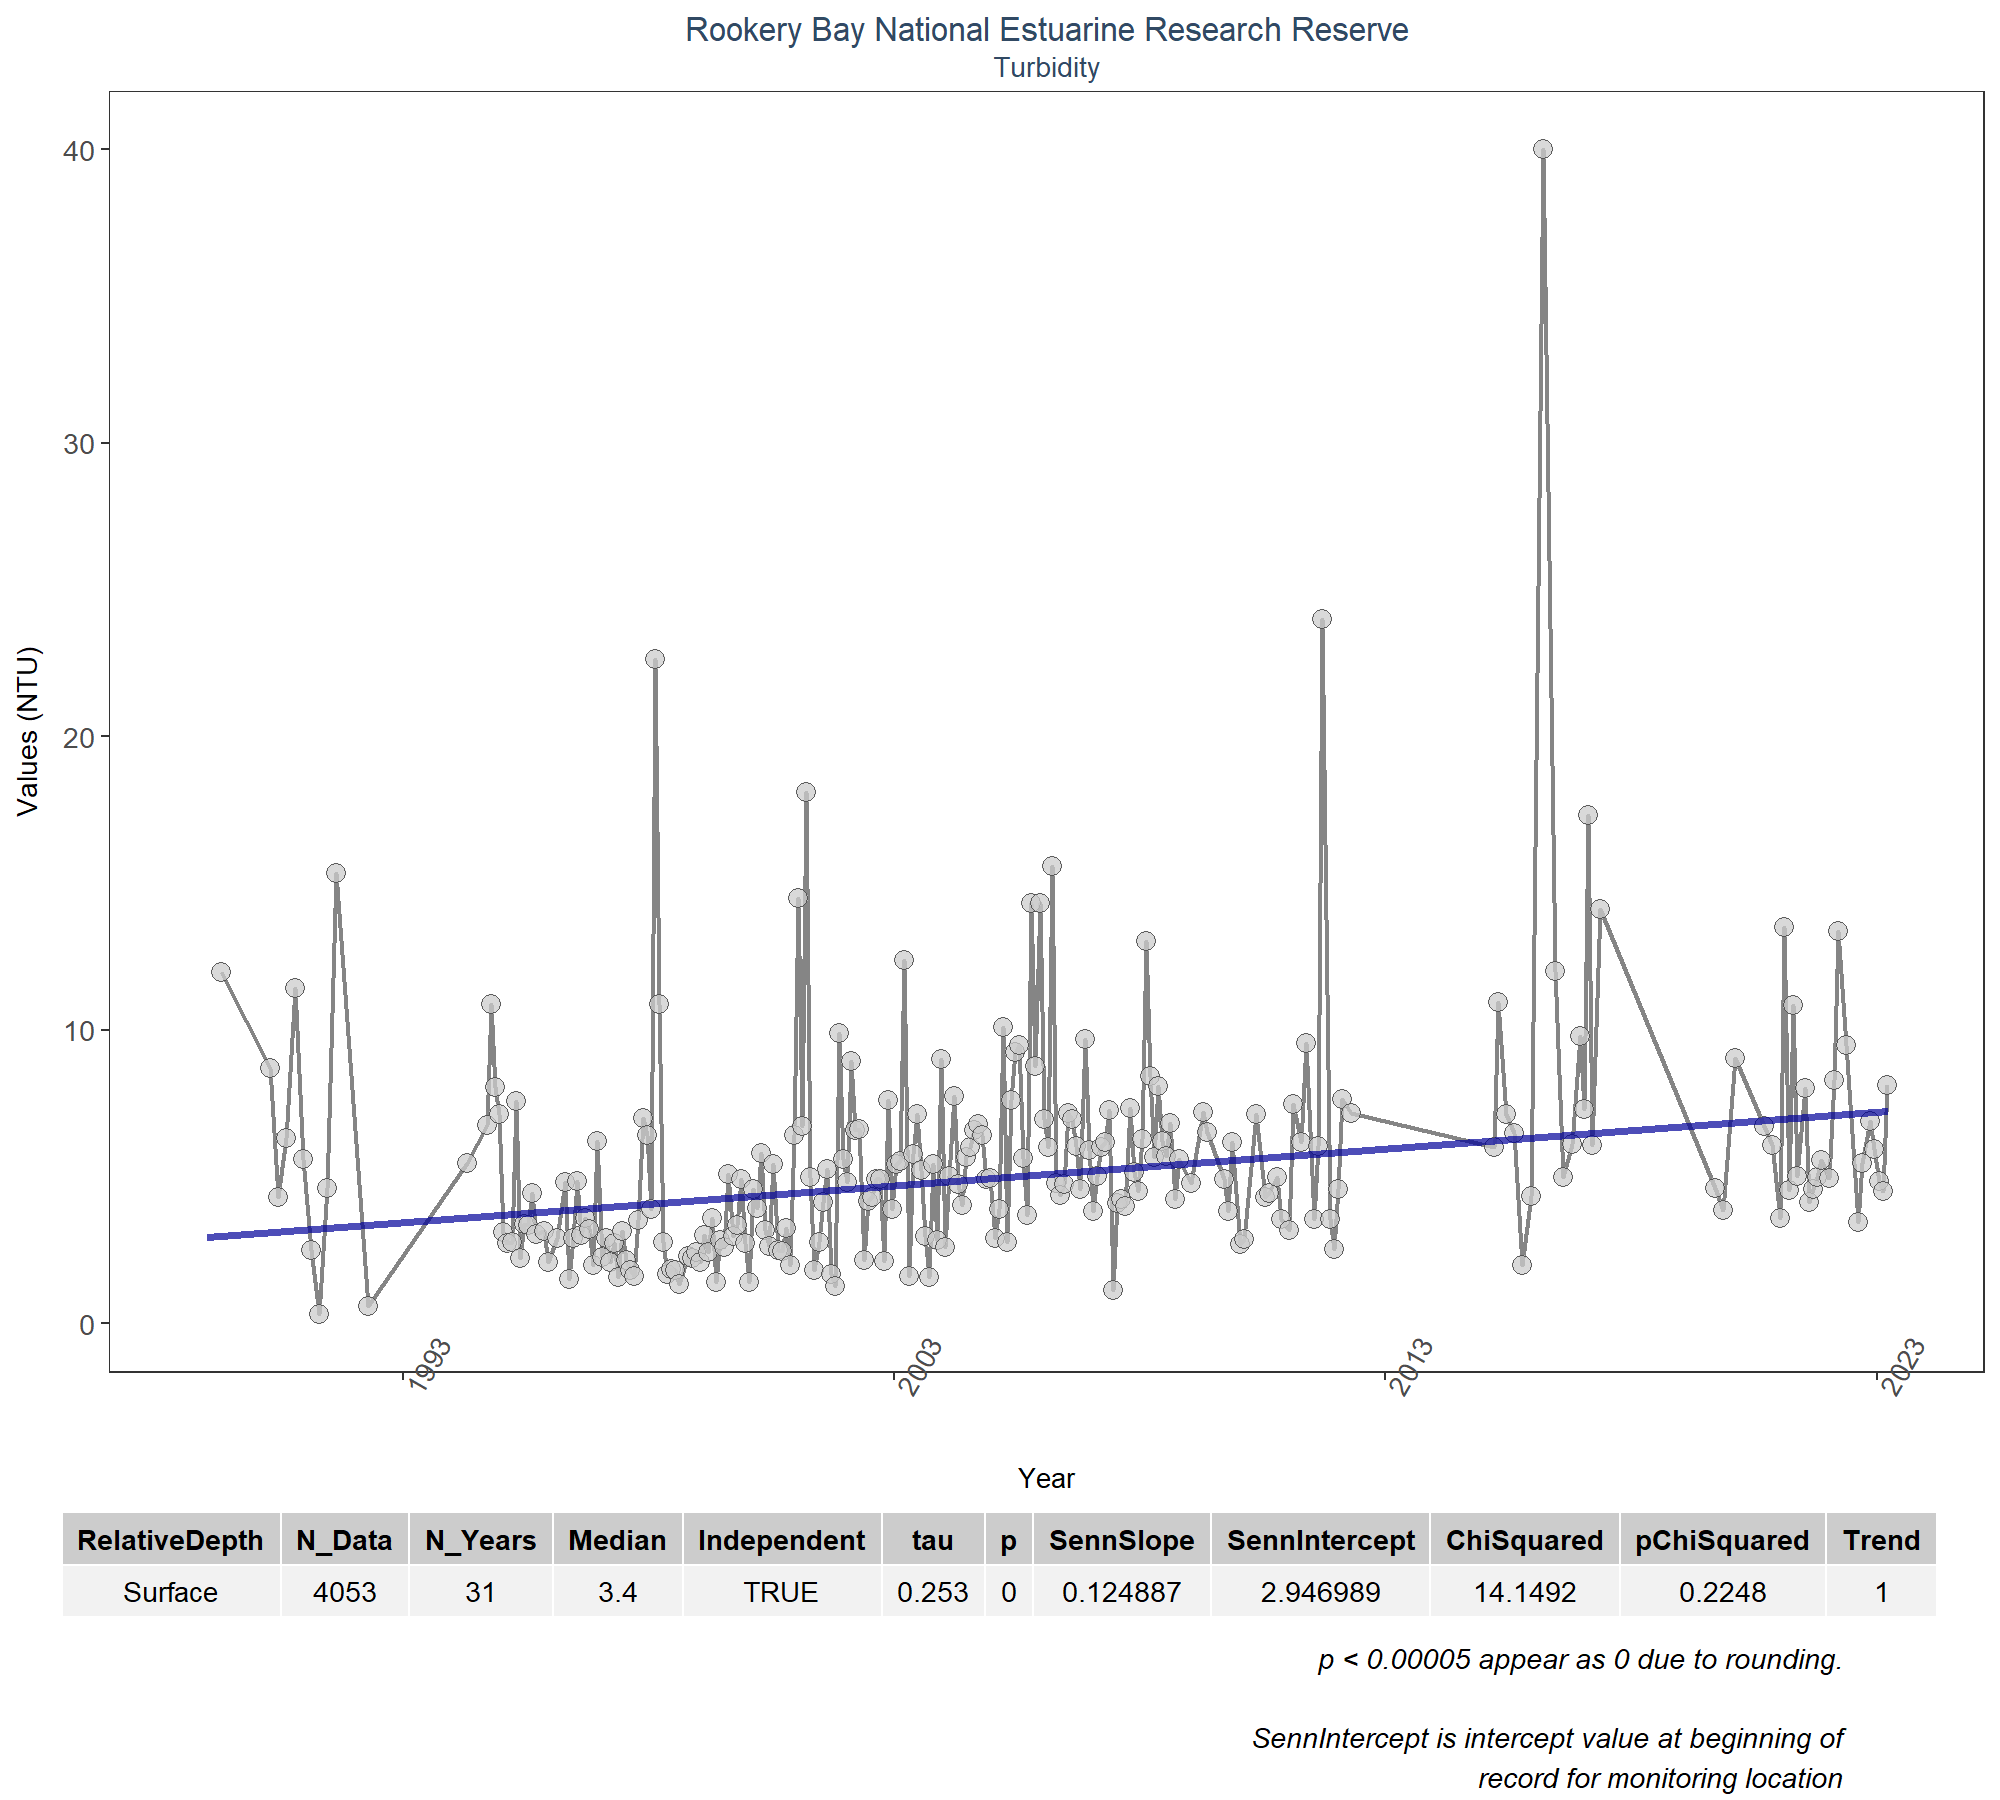 Rookery Bay National Estuarine Research Reserve
Turbidity
Values (NTU)
40
30
20
10
0
1993 2003 2013 2023
Year
RelativeDepth N_Data N_Years Median Independent tau p SennSlope SennIntercept ChiSquared pChiSquared Trend
Surface 4053 31 3.4 TRUE 0.253 0 0.124887 2.946989 14.1492 0.2248 1
p < 0.00005 appear as 0 due to rounding.
SennIntercept is intercept value at beginning of
record for monitoring location